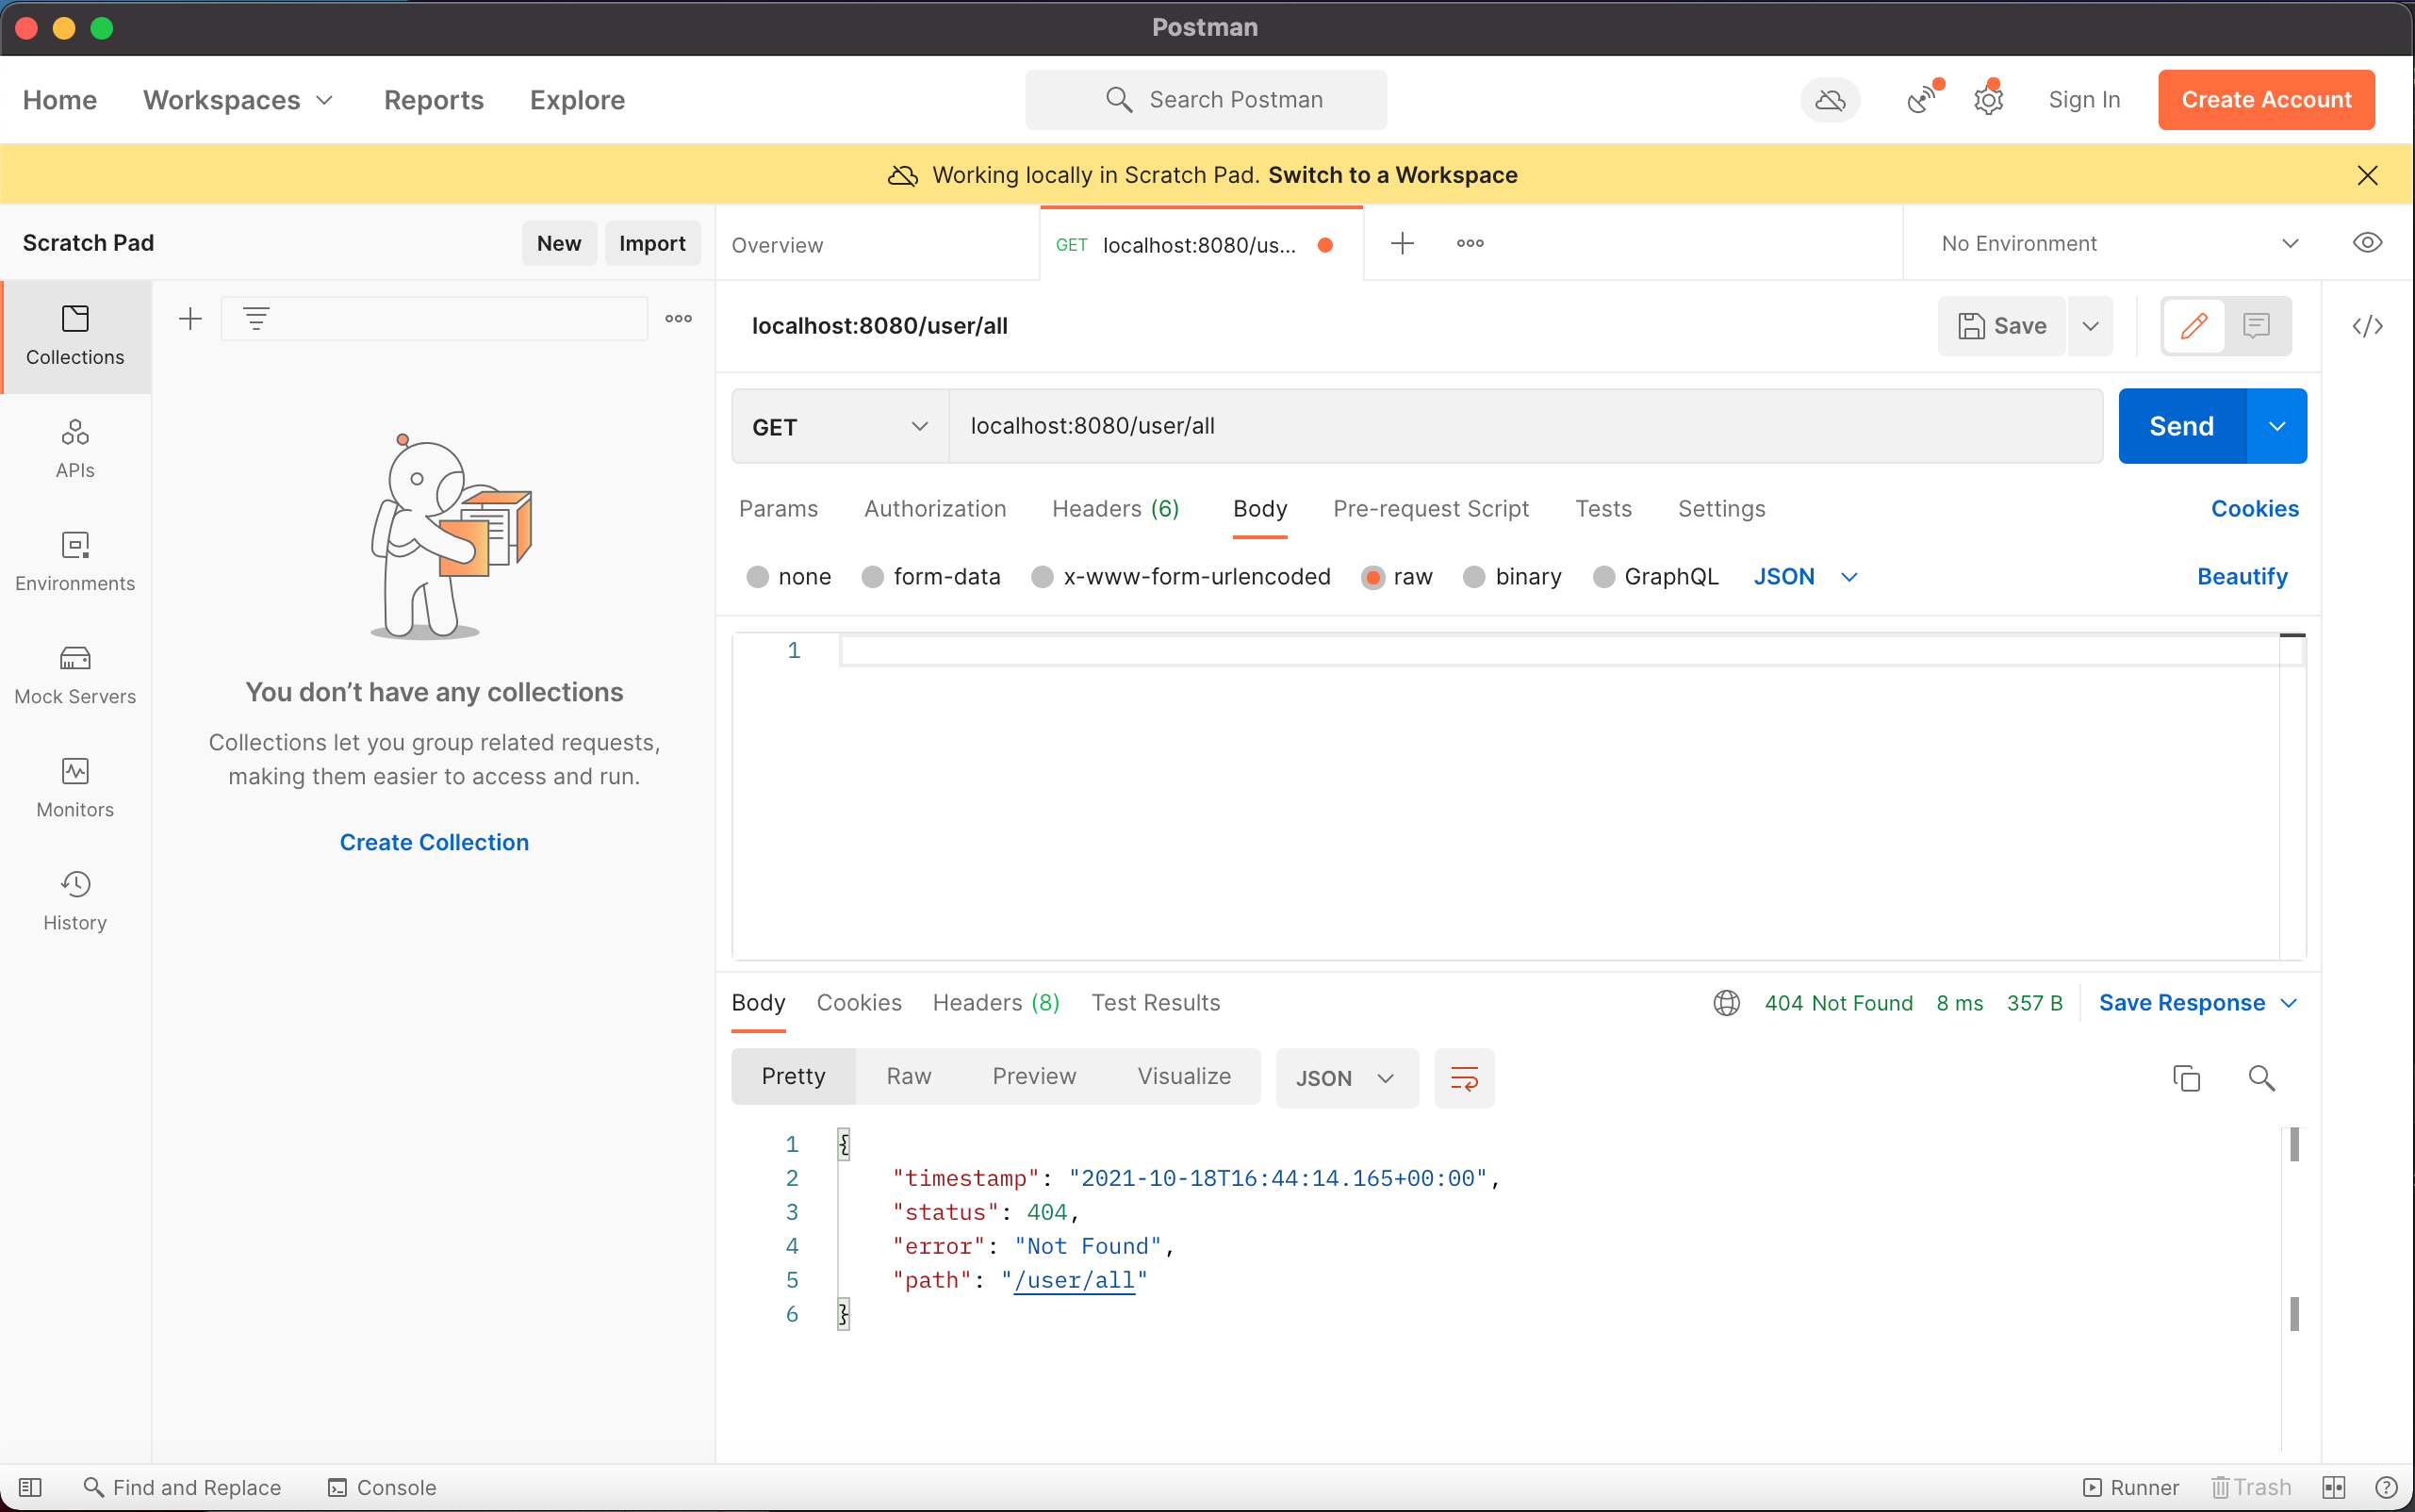 Postman
Home Workspaces Reports Explore Search Postman Sign In Create Account
Working locally in Scratch Pad. Switch to a Workspace
Scratch Pad New Import Overview GET localhost:8080/us... No Environment
Collections
localhost:8080/user/all Save
GET localhost:8080/user/all Send
APIs
Params Authorization Headers (6) Body Pre-request Script Tests Settings Cookies
Environments
none form-data x-www-form-urlencoded raw binary GraphQL JSON Beautify
1
Mock Servers
You don’t have any collections
Collections let you group related requests,
making them easier to access and run.
Monitors
Create Collection
History
Body Cookies Headers (8) Test Results 404 Not Found 8 ms 357 B Save Response
Pretty Raw Preview Visualize JSON
1 {
2 "timestamp": "2021-10-18T16:44:14.165+00:00",
3 "status": 404,
4 "error": "Not Found",
5 "path": "/user/all"
6 }
Find and Replace Console Runner Trash